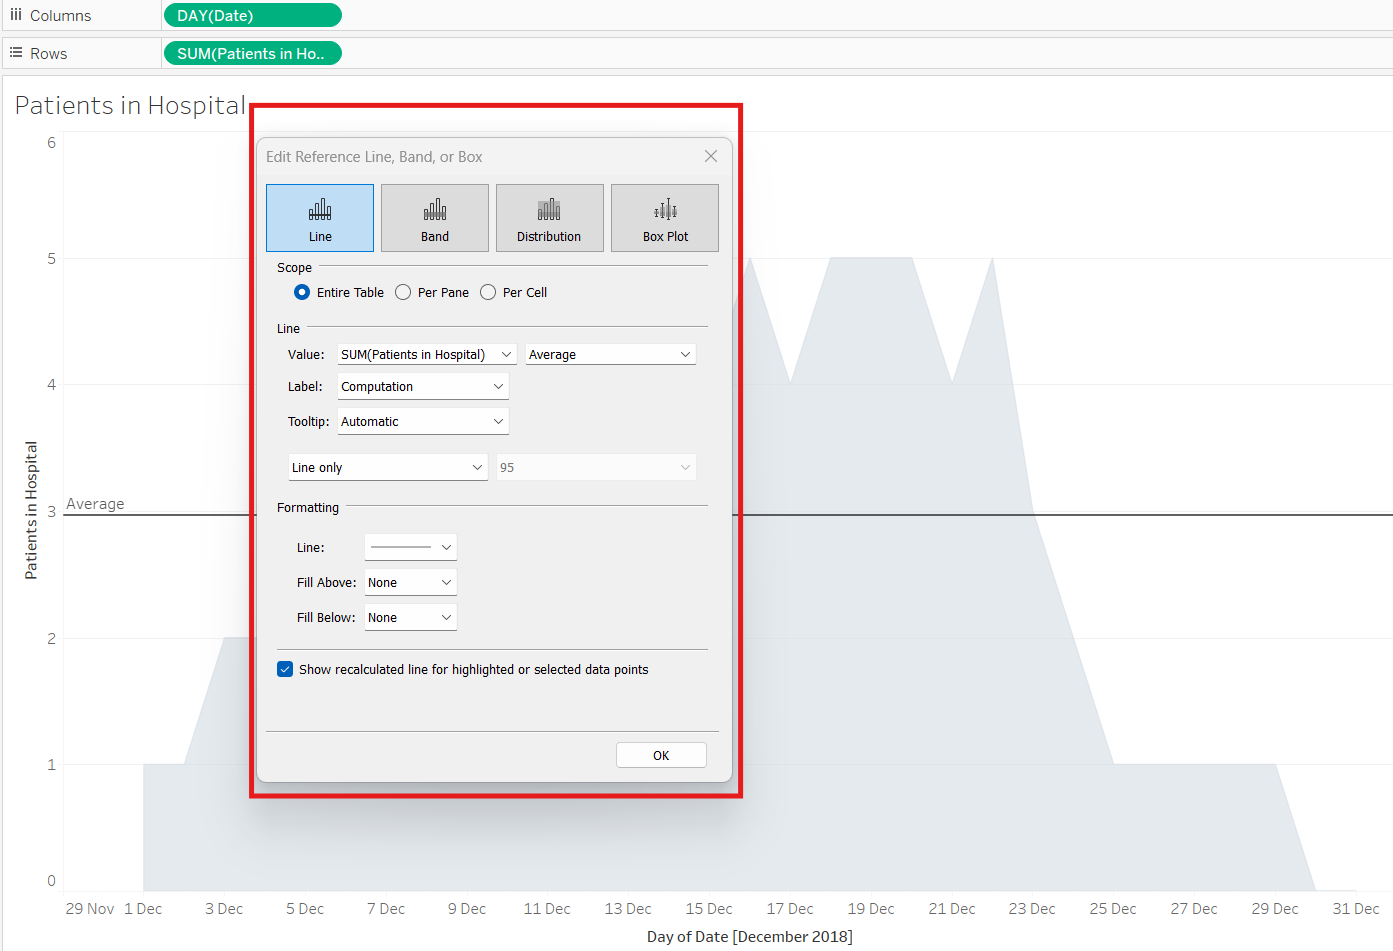 Columns
DAY(Date)
Rows
SUM(Patients in Ho..
Patients in Hospital
Edit Reference Line, Band, or Box
Line Band Distribution Box Plot
Scope
Entire Table Per Pane Per Cell
Line
Value: SUM(Patients in Hospital) Average
Label: Computation
Tooltip: Automatic
Line only 95
Formatting
Line:
Fill Above: None
Fill Below: None
Show recalculated line for highlighted or selected data points
OK
6
5
4
3
2
1
0
Patients in Hospital
Average
29 Nov 1 Dec 3 Dec 5 Dec 7 Dec 9 Dec 11 Dec 13 Dec 15 Dec 17 Dec 19 Dec 21 Dec 23 Dec 25 Dec 27 Dec 29 Dec 31 Dec
Day of Date [December 2018]